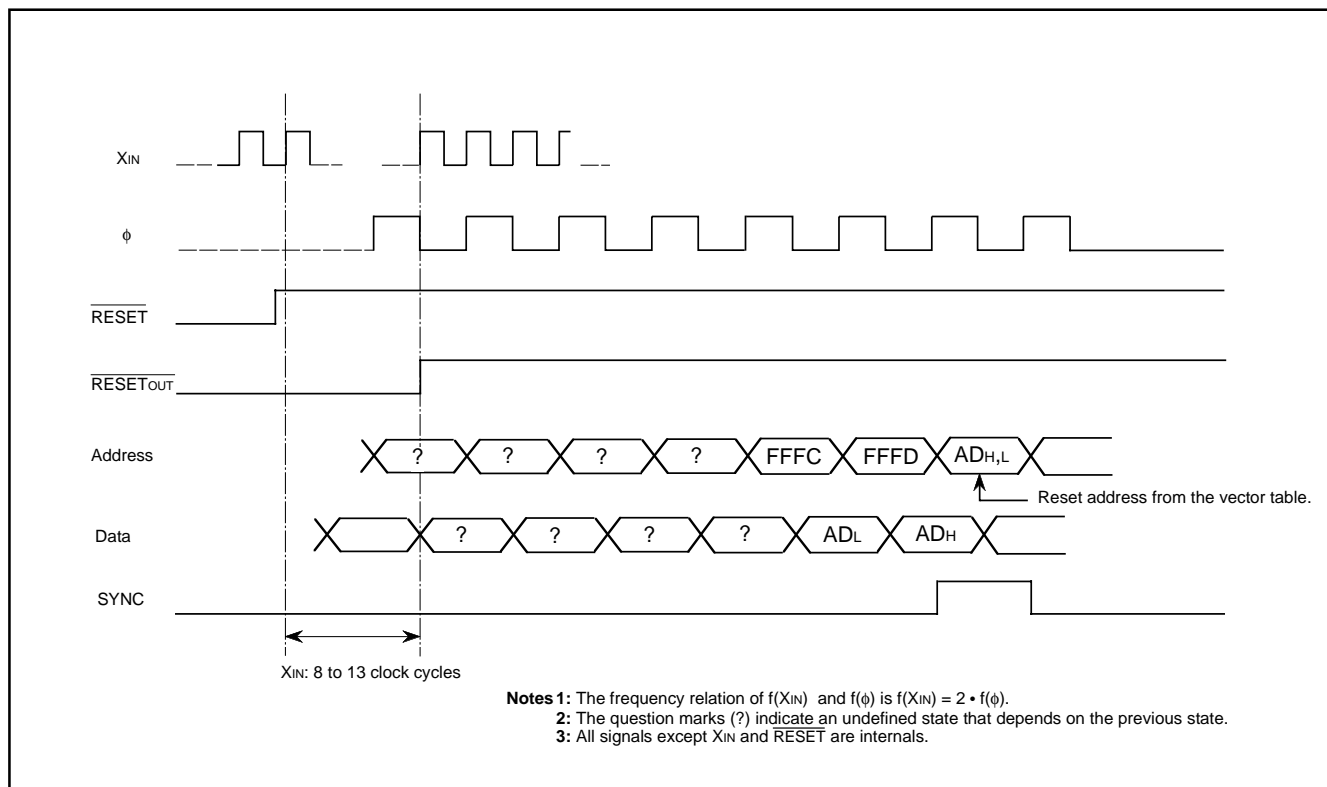 XIN
ϕ
RESET
RESETOUT
Address
? ? ? ? FFFC FFFD ADH,L
Reset address from the vector table.
Data
? ? ? ? ADL ADH
SYNC
XIN: 8 to 13 clock cycles
Notes 1: The frequency relation of f(XIN) and f(ϕ) is f(XIN) = 2 • f(ϕ).
2: The question marks (?) indicate an undefined state that depends on the previous state.
3: All signals except XIN and RESET are internals.